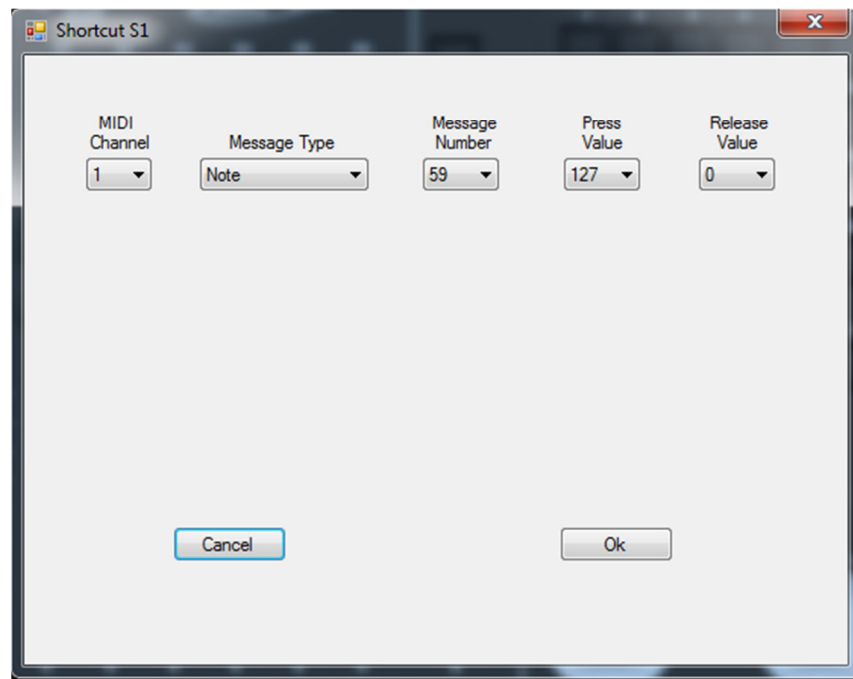 Shortcut S1
MIDI
Channel
Message Type
Message
Number
Press
Value
Release
Value
1
Note
59
127
0
Cancel
Ok